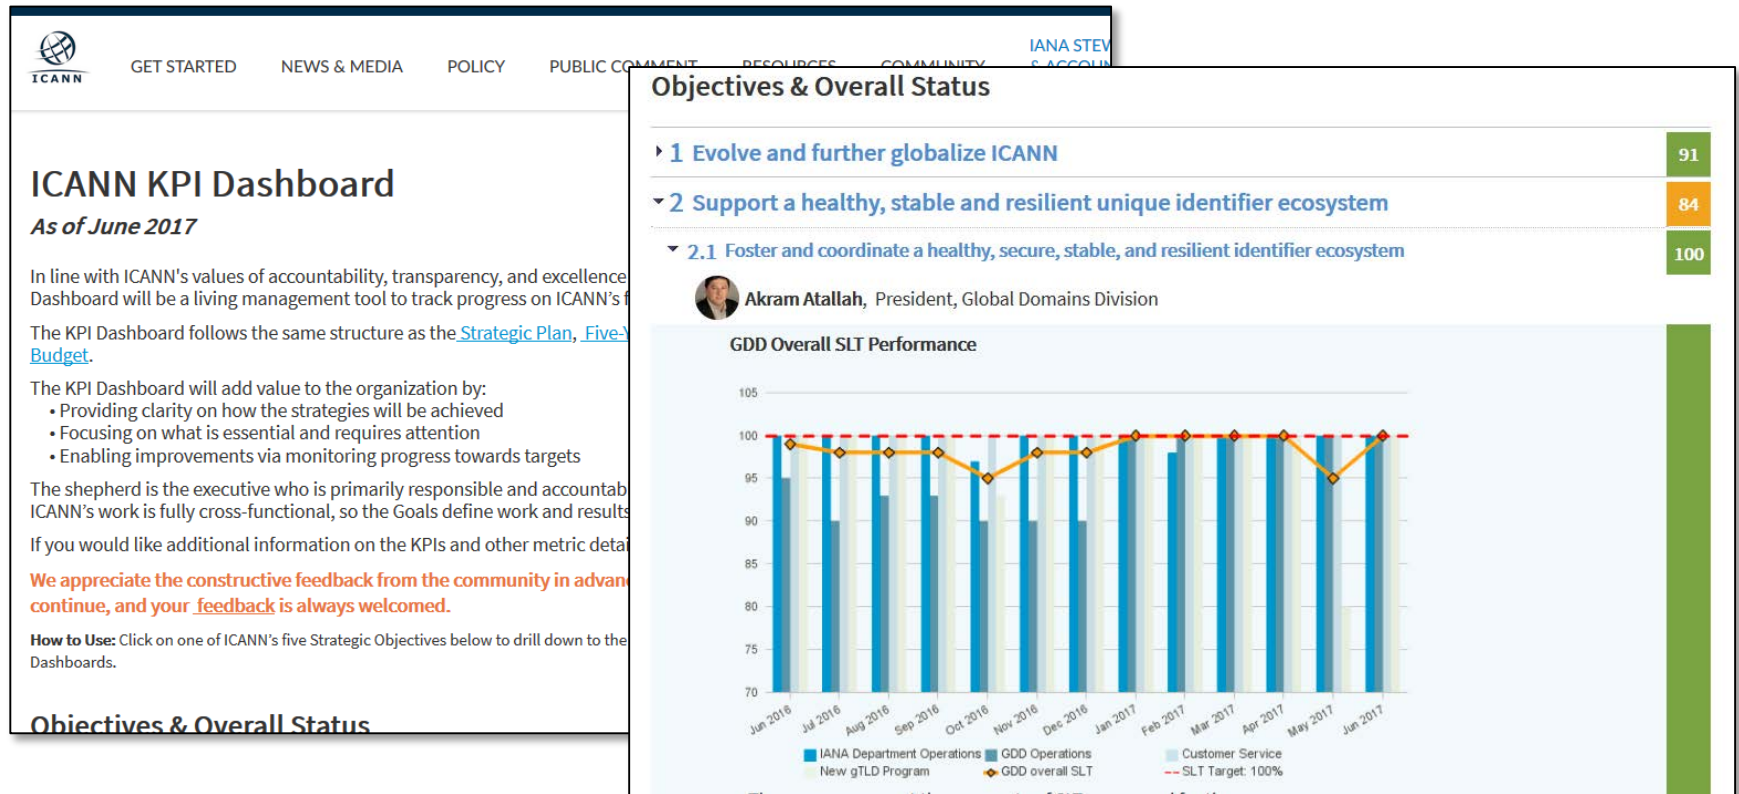 ICANN
GET STARTED
NEWS & MEDIA
POLICY
PUBLIC COMMENT
RESOURCES
COMMUNITY
IANA STEW
& ACCOUN
ICANN KPI Dashboard
As of June 2017
In line with ICANN's values of accountability, transparency, and excellence
Dashboard will be a living management tool to track progress on ICANN's f
The KPI Dashboard follows the same structure as the Strategic Plan, Five-Y
Budget.
The KPI Dashboard will add value to the organization by:
• Providing clarity on how the strategies will be achieved
• Focusing on what is essential and requires attention
• Enabling improvements via monitoring progress towards targets
The shepherd is the executive who is primarily responsible and accountab
ICANN's work is fully cross-functional, so the Goals define work and results
If you would like additional information on the KPIs and other metric detai
We appreciate the constructive feedback from the community in advan
continue, and your feedback is always welcomed.
How to Use: Click on one of ICANN's five Strategic Objectives below to drill down to the
Dashboards.
Objectives & Overall Status
Objectives & Overall Status
1 Evolve and further globalize ICANN 91
2 Support a healthy, stable and resilient unique identifier ecosystem 84
2.1 Foster and coordinate a healthy, secure, stable, and resilient identifier ecosystem 100
Akram Atallah, President, Global Domains Division
GDD Overall SLT Performance
105
100
95
90
85
80
75
70
Jun 2016
Jul 2016
Aug 2016
Sep 2016
Oct 2016
Nov 2016
Dec 2016
Jan 2017
Feb 2017
Mar 2017
Apr 2017
May 2017
Jun 2017
IANA Department Operations
GDD Operations
Customer Service
New gTLD Program
GDD overall SLT
SLT Target: 100%